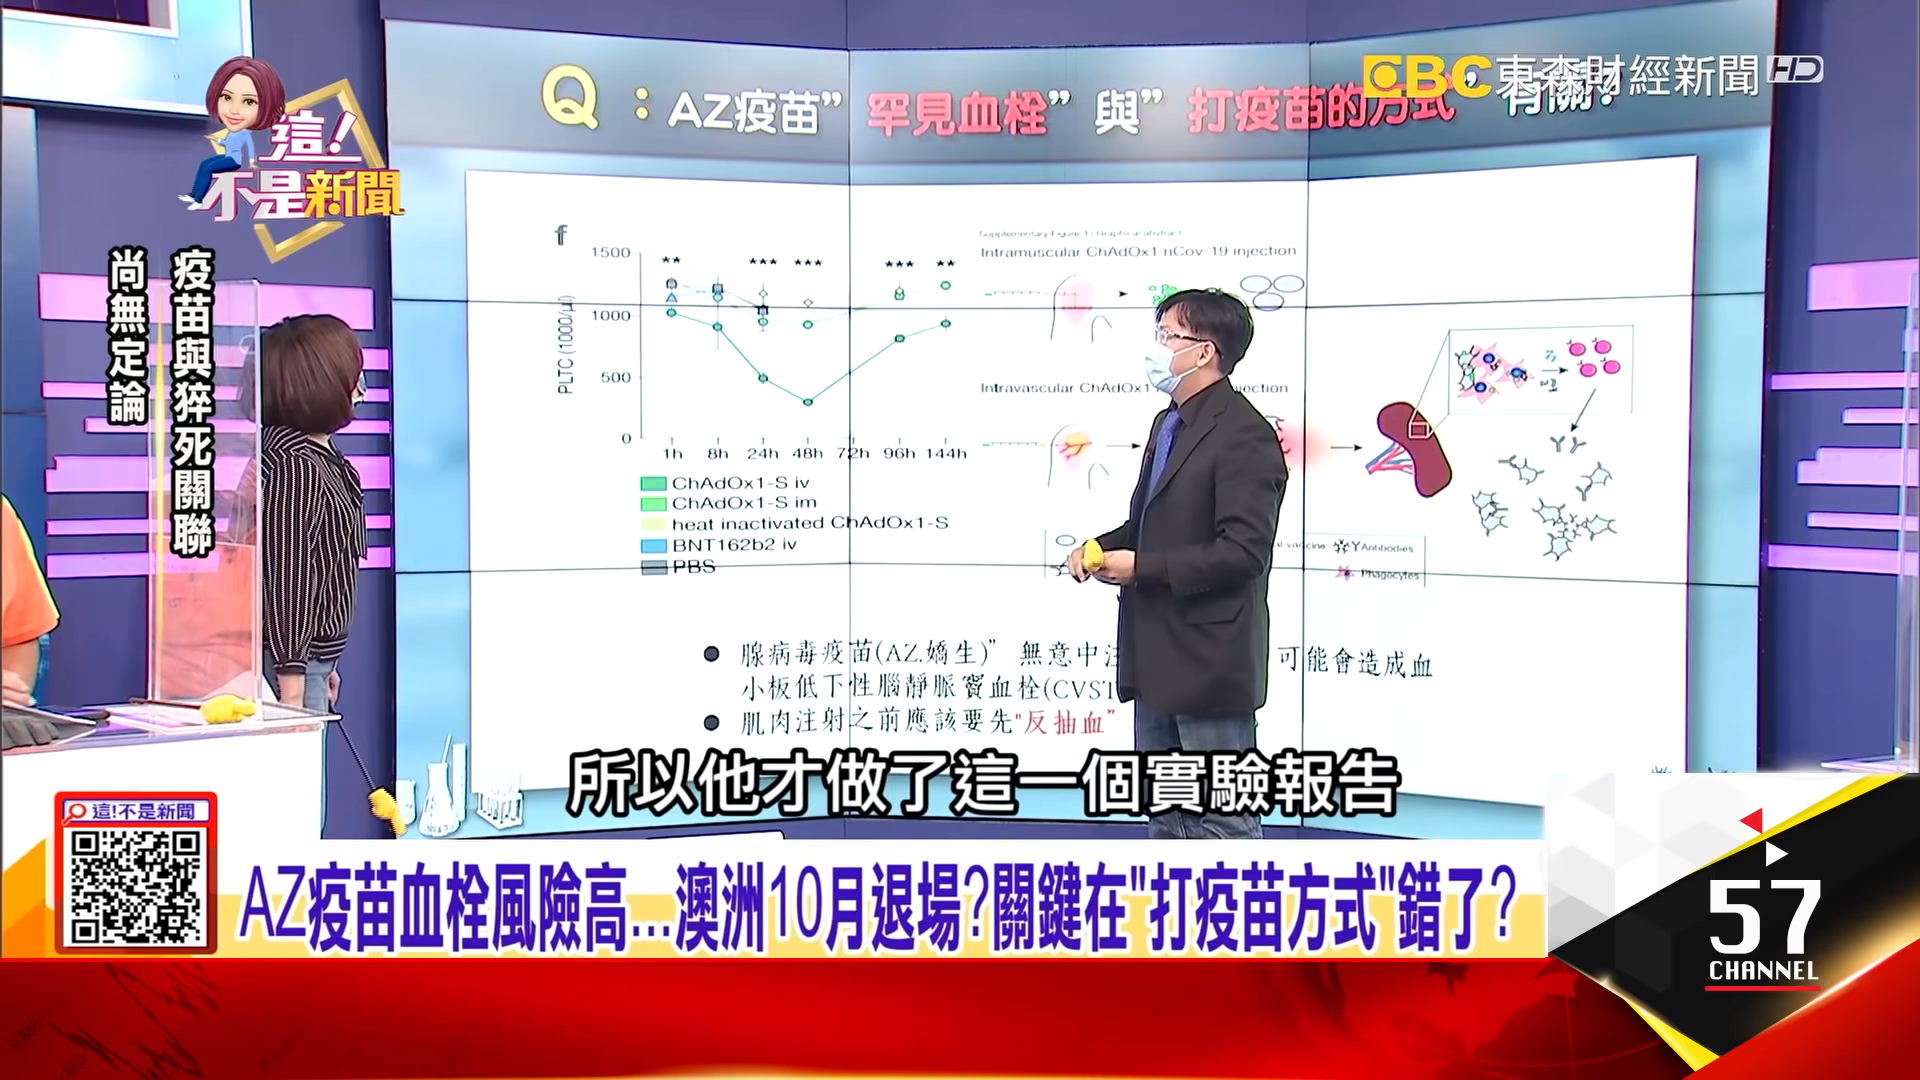 EBC東森財經新聞HD
Q：AZ疫苗”罕見血栓”與”打疫苗的方式”有關?
這!
不是新聞
疫苗與猝死關聯
尚無定論
f
PLTC (1000/µl)
1500
1000
500
0
** *** *** *** **
1h 8h 24h 48h 72h 96h 144h
ChAdOx1-S iv
ChAdOx1-S im
heat inactivated ChAdOx1-S
BNT162b2 iv
PBS
Intramuscular ChAdOx1 nCov-19 injection
Intravascular ChAdOx1
Antibodies
Phagocytes
● 腺病毒疫苗(AZ.嬌生)”無意中注
可能會造成血
小板低下性腦靜脈竇血栓(CVST
● 肌肉注射之前應該要先"反抽血”
所以他才做了這一個實驗報告
這!不是新聞
AZ疫苗血栓風險高...澳洲10月退場?關鍵在"打疫苗方式"錯了?
57
CHANNEL